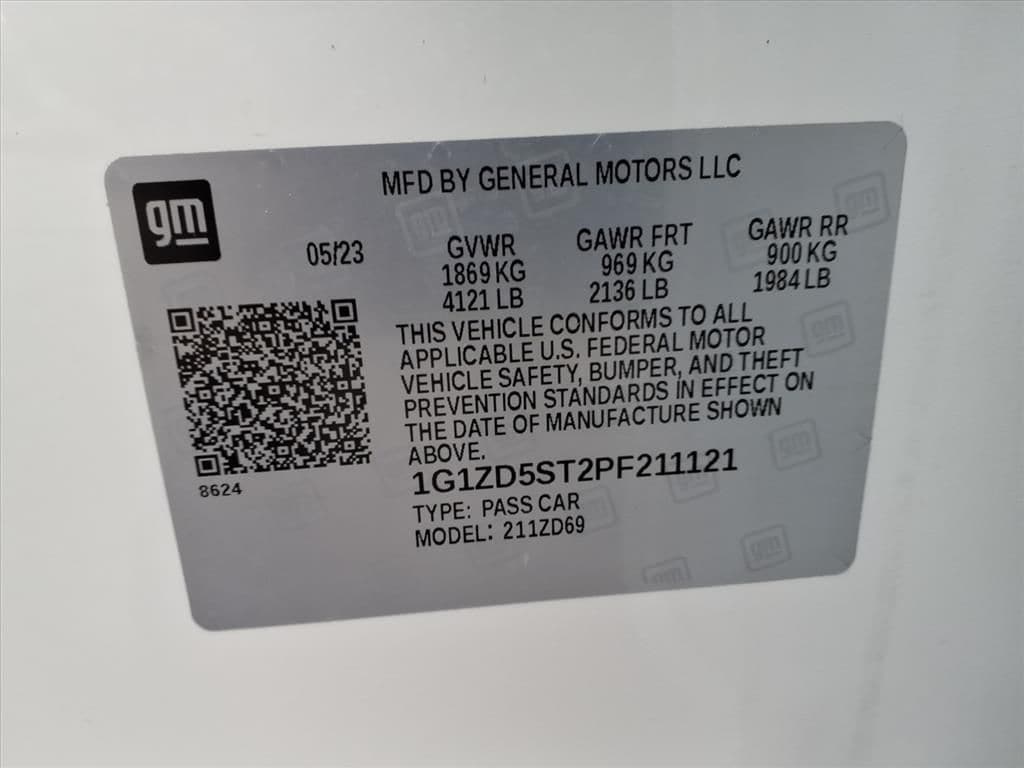 MFD BY GENERAL MOTORS LLC
gm
05/23
GVWR
1869 KG
4121 LB
GAWR FRT
969 KG
2136 LB
GAWR RR
900 KG
1984 LB
THIS VEHICLE CONFORMS TO ALL
APPLICABLE U.S. FEDERAL MOTOR
VEHICLE SAFETY, BUMPER, AND THEFT
PREVENTION STANDARDS IN EFFECT ON
THE DATE OF MANUFACTURE SHOWN
ABOVE.
8624
1G1ZD5ST2PF211121
TYPE: PASS CAR
MODEL: 211ZD69